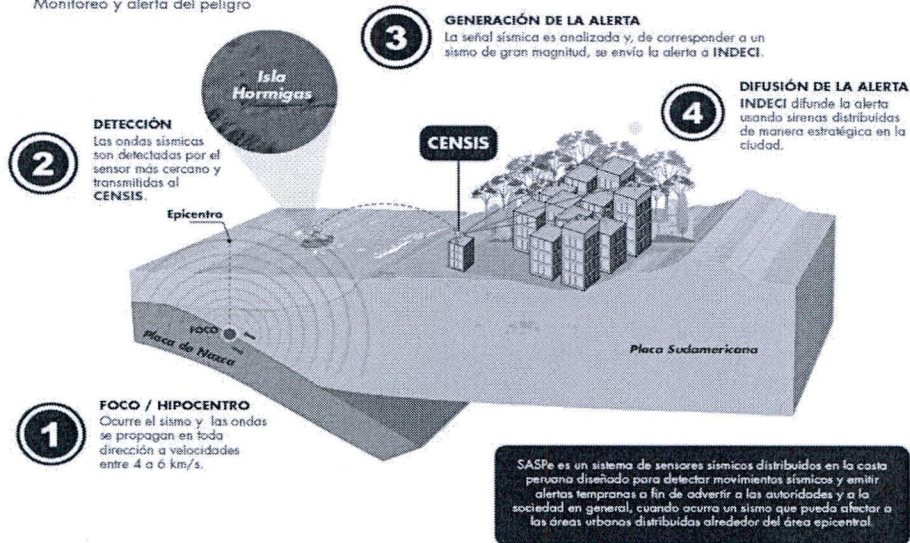 Monitoreo y alerta del peligro
3
GENERACIÓN DE LA ALERTA
La señal sísmica es analizada y, de corresponder a un
sismo de gran magnitud, se envía la alerta a INDECI.
Isla
Hormigas
4
DIFUSIÓN DE LA ALERTA
INDECI difunde la alerta
usando sirenas distribuidas
de manera estratégica en la
ciudad.
2
DETECCIÓN
Las ondas sísmicas
son detectadas por el
sensor más cercano y
transmitidas al
CENSIS.
CENSIS
Epicentro
FOCO
Placa de Nazca
Placa Sudamericana
1
FOCO / HIPOCENTRO
Ocurre el sismo y las ondas
se propagan en toda
dirección a velocidades
entre 4 a 6 km/s.
SASPe es un sistema de sensores sísmicos distribuidos en la costa
peruana diseñado para detectar movimientos sísmicos y emitir
alertas tempranas a fin de advertir a las autoridades y a la
sociedad en general, cuando ocurra un sismo que pueda afectar a
las áreas urbanas distribuidas alrededor del área epicentral.